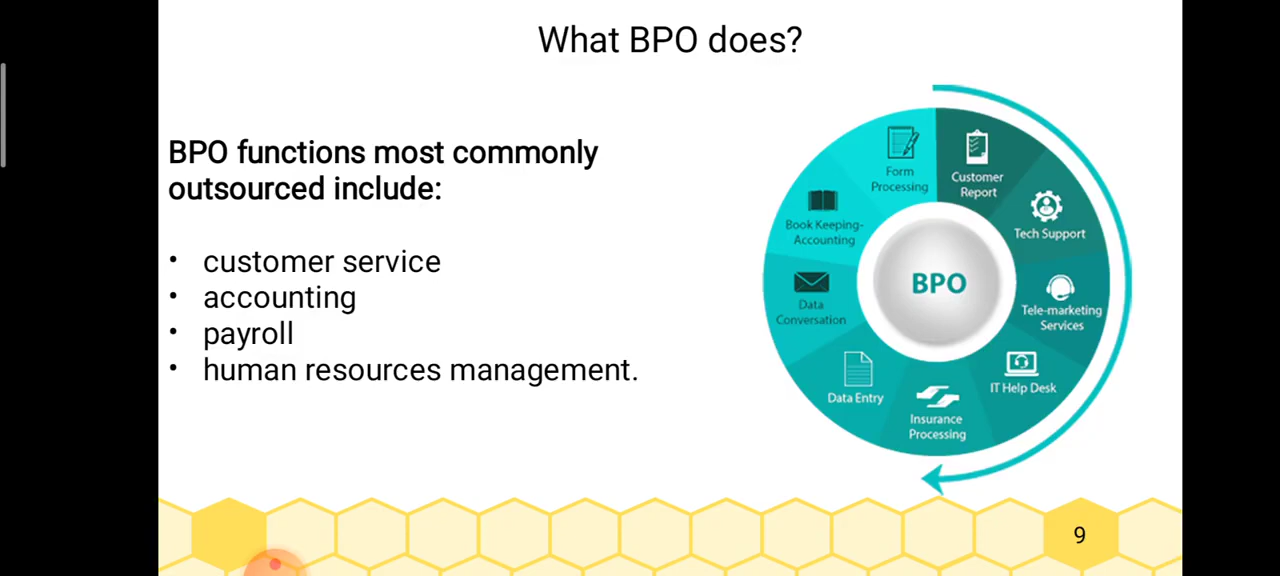 What BPO does?
BPO functions most commonly
outsourced include:
• customer service
• accounting
• payroll
• human resources management.
Form
Processing
Customer
Report
Book Keeping-
Accounting
Tech Support
BPO
Data
Conversation
Tele-marketing
Services
Data Entry
IT Help Desk
Insurance
Processing
9